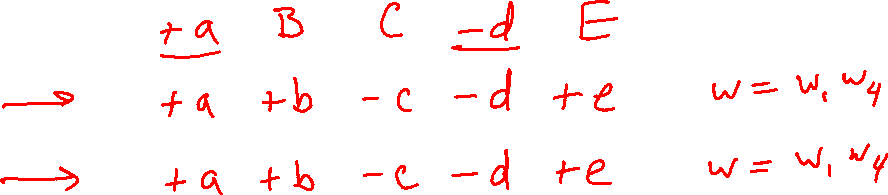 +a B C -d E
→ +a +b -c -d +e w = w₁ w₄
→ +a +b -c -d +e w = w₁ w₄